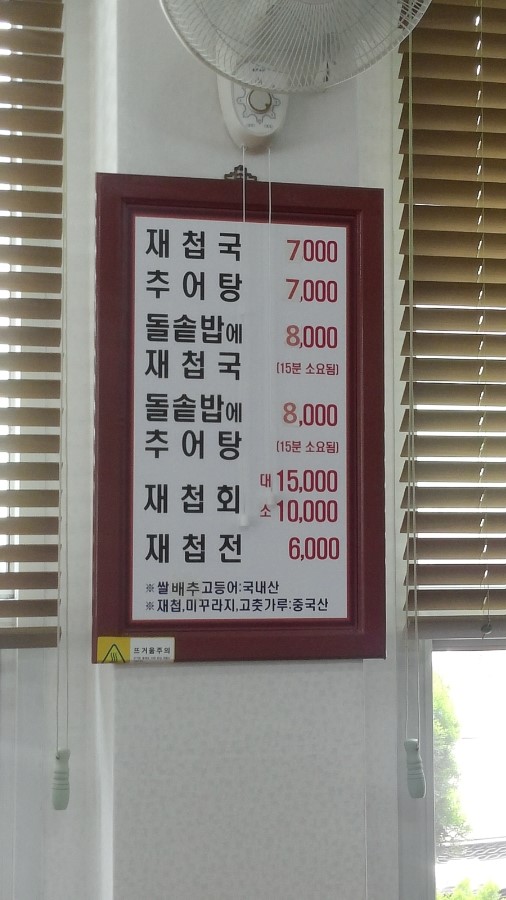 재첩국 7000
추어탕 7,000
돌솥밥에 8,000
재첩국 (15분 소요됨)
돌솥밥에 8,000
추어탕 (15분 소요됨)
재첩회 대 15,000
소 10,000
재첩전 6,000
※쌀 배추 고등어:국내산
※재첩,미꾸라지,고춧가루:중국산
뜨거움주의